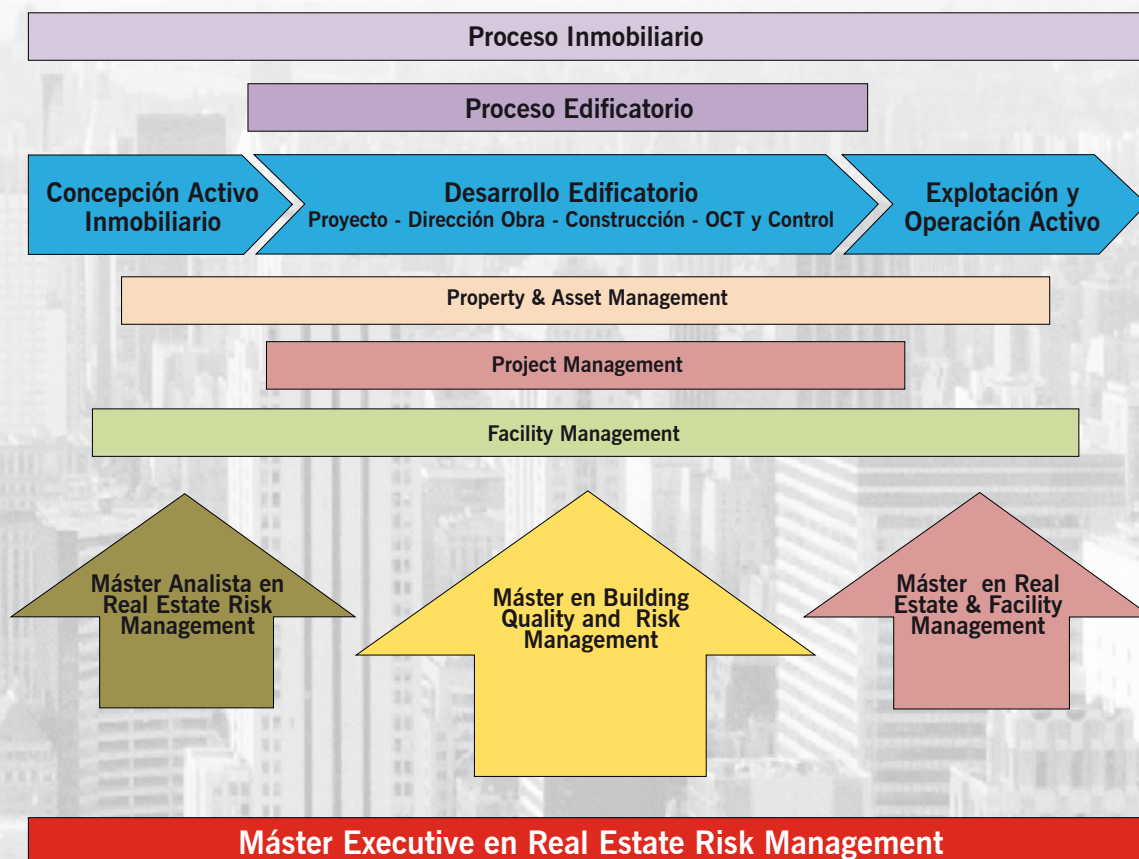 Proceso Inmobiliario
Proceso Edificatorio
Concepción Activo
Inmobiliario
Desarrollo Edificatorio
Proyecto - Dirección Obra - Construcción - OCT y Control
Explotación y
Operación Activo
Property & Asset Management
Project Management
Facility Management
Máster Analista en
Real Estate Risk
Management
Máster en Building
Quality and Risk
Management
Máster en Real
Estate & Facility
Management
Máster Executive en Real Estate Risk Management